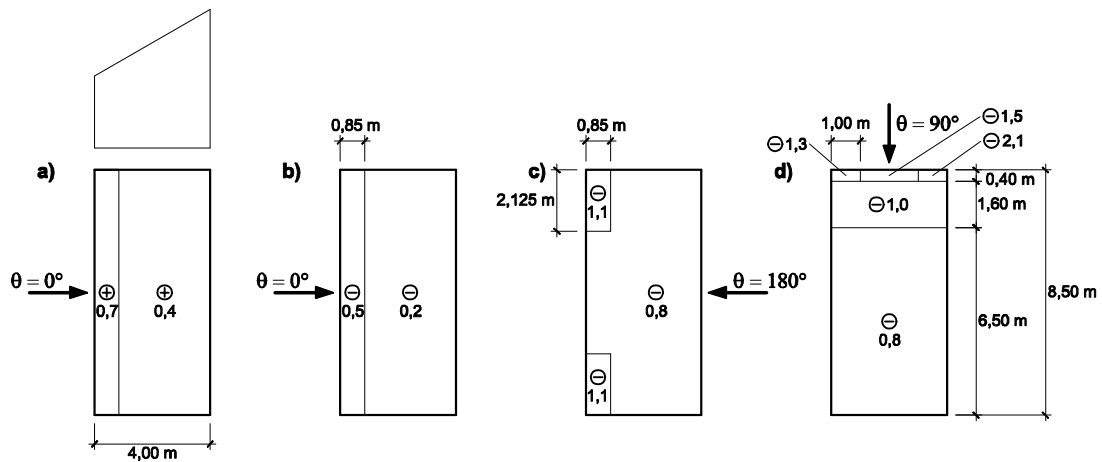 a)
θ = 0°
⊕ 0,7
⊕ 0,4
4,00 m
b)
0,85 m
θ = 0°
⊖ 0,5
⊖ 0,2
c)
0,85 m
2,125 m
⊖ 1,1
⊖ 0,8
⊖ 1,1
θ = 180°
d)
1,00 m
θ = 90°
⊖1,3
⊖1,5
⊖2,1
⊖1,0
⊖ 0,8
0,40 m
1,60 m
6,50 m
8,50 m